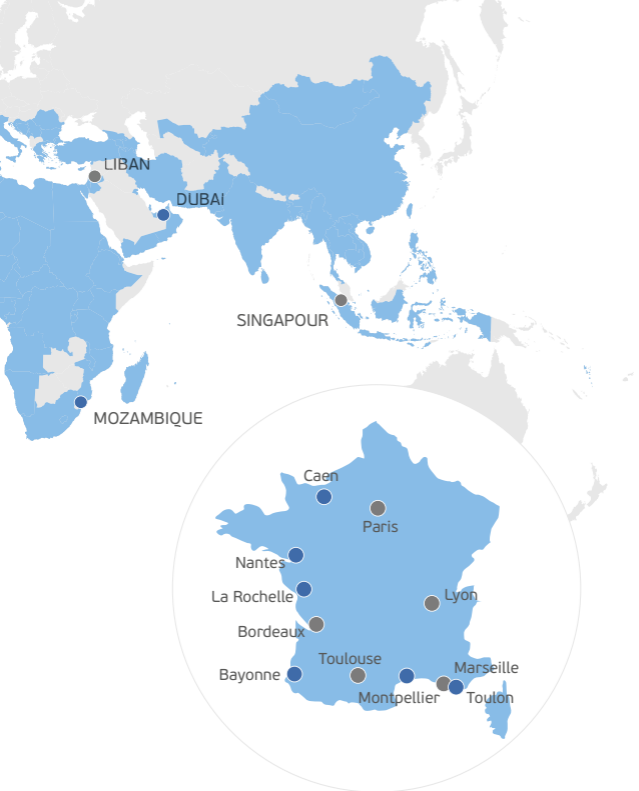 LIBAN
DUBAI
SINGAPOUR
MOZAMBIQUE
Caen
Paris
Nantes
La Rochelle
Lyon
Bordeaux
Toulouse
Marseille
Bayonne
Montpellier
Toulon